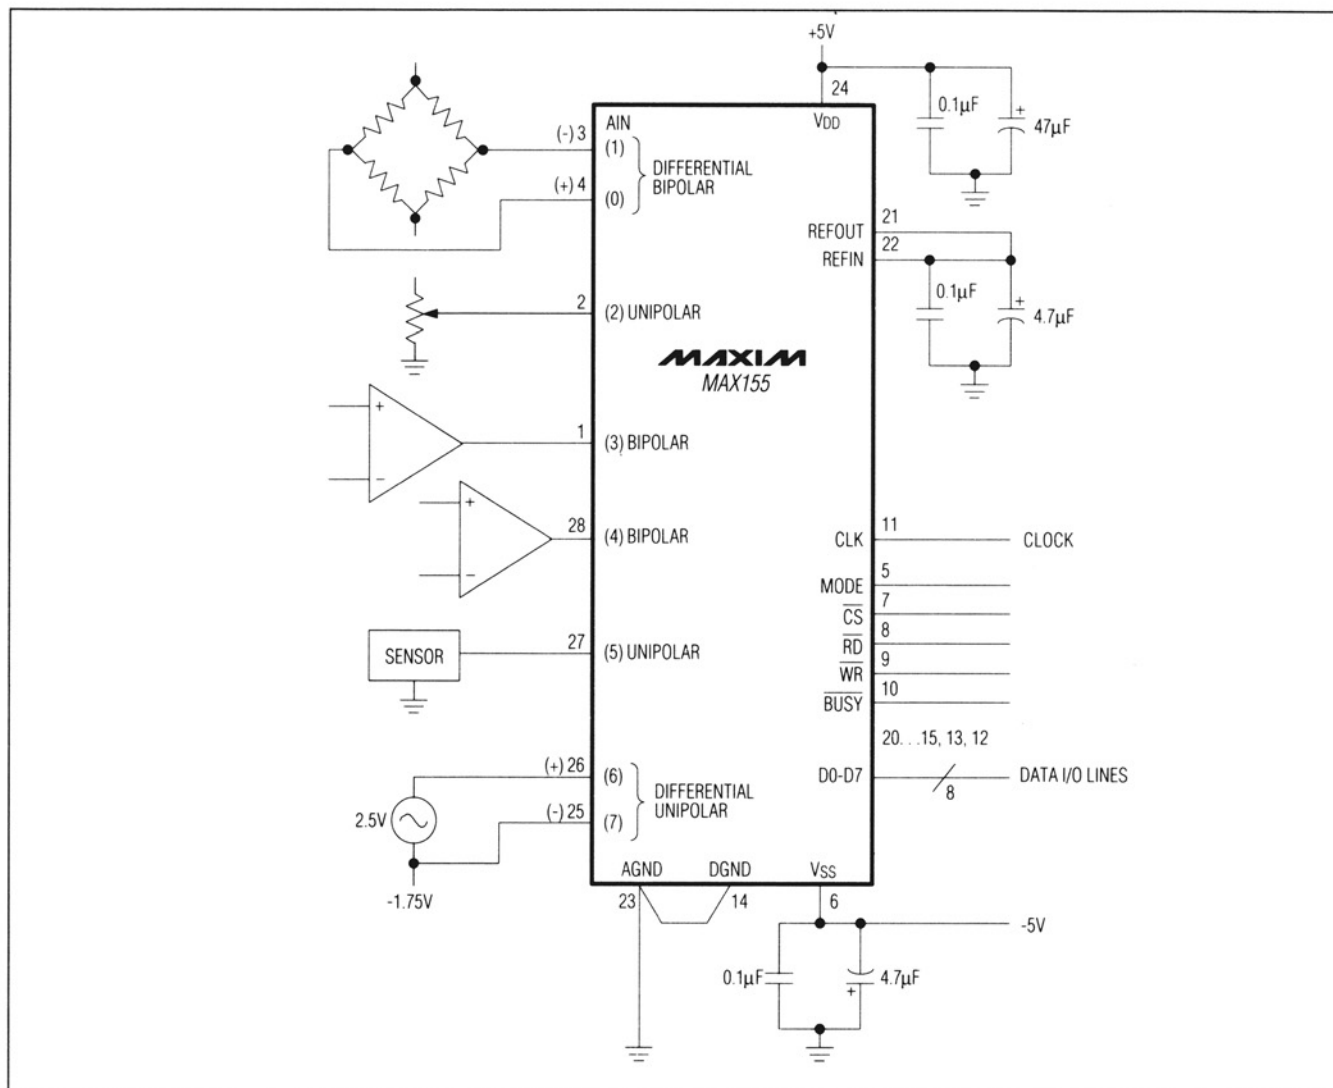 +5V
24
VDD
0.1µF
+
47µF
AIN
(-) 3
(1)
DIFFERENTIAL
BIPOLAR
(+) 4
(0)
REFOUT
21
REFIN
22
0.1µF
+
4.7µF
2
(2) UNIPOLAR
MAXIM
MAX155
+
−
1
(3) BIPOLAR
+
−
28
(4) BIPOLAR
CLK
11
CLOCK
MODE
5
CS
7
RD
8
WR
9
BUSY
10
SENSOR
27
(5) UNIPOLAR
20. . .15, 13, 12
D0-D7
8
DATA I/O LINES
(+) 26
(6)
DIFFERENTIAL
UNIPOLAR
2.5V
(-) 25
(7)
-1.75V
AGND
DGND
VSS
23
14
6
-5V
0.1µF
+
4.7µF